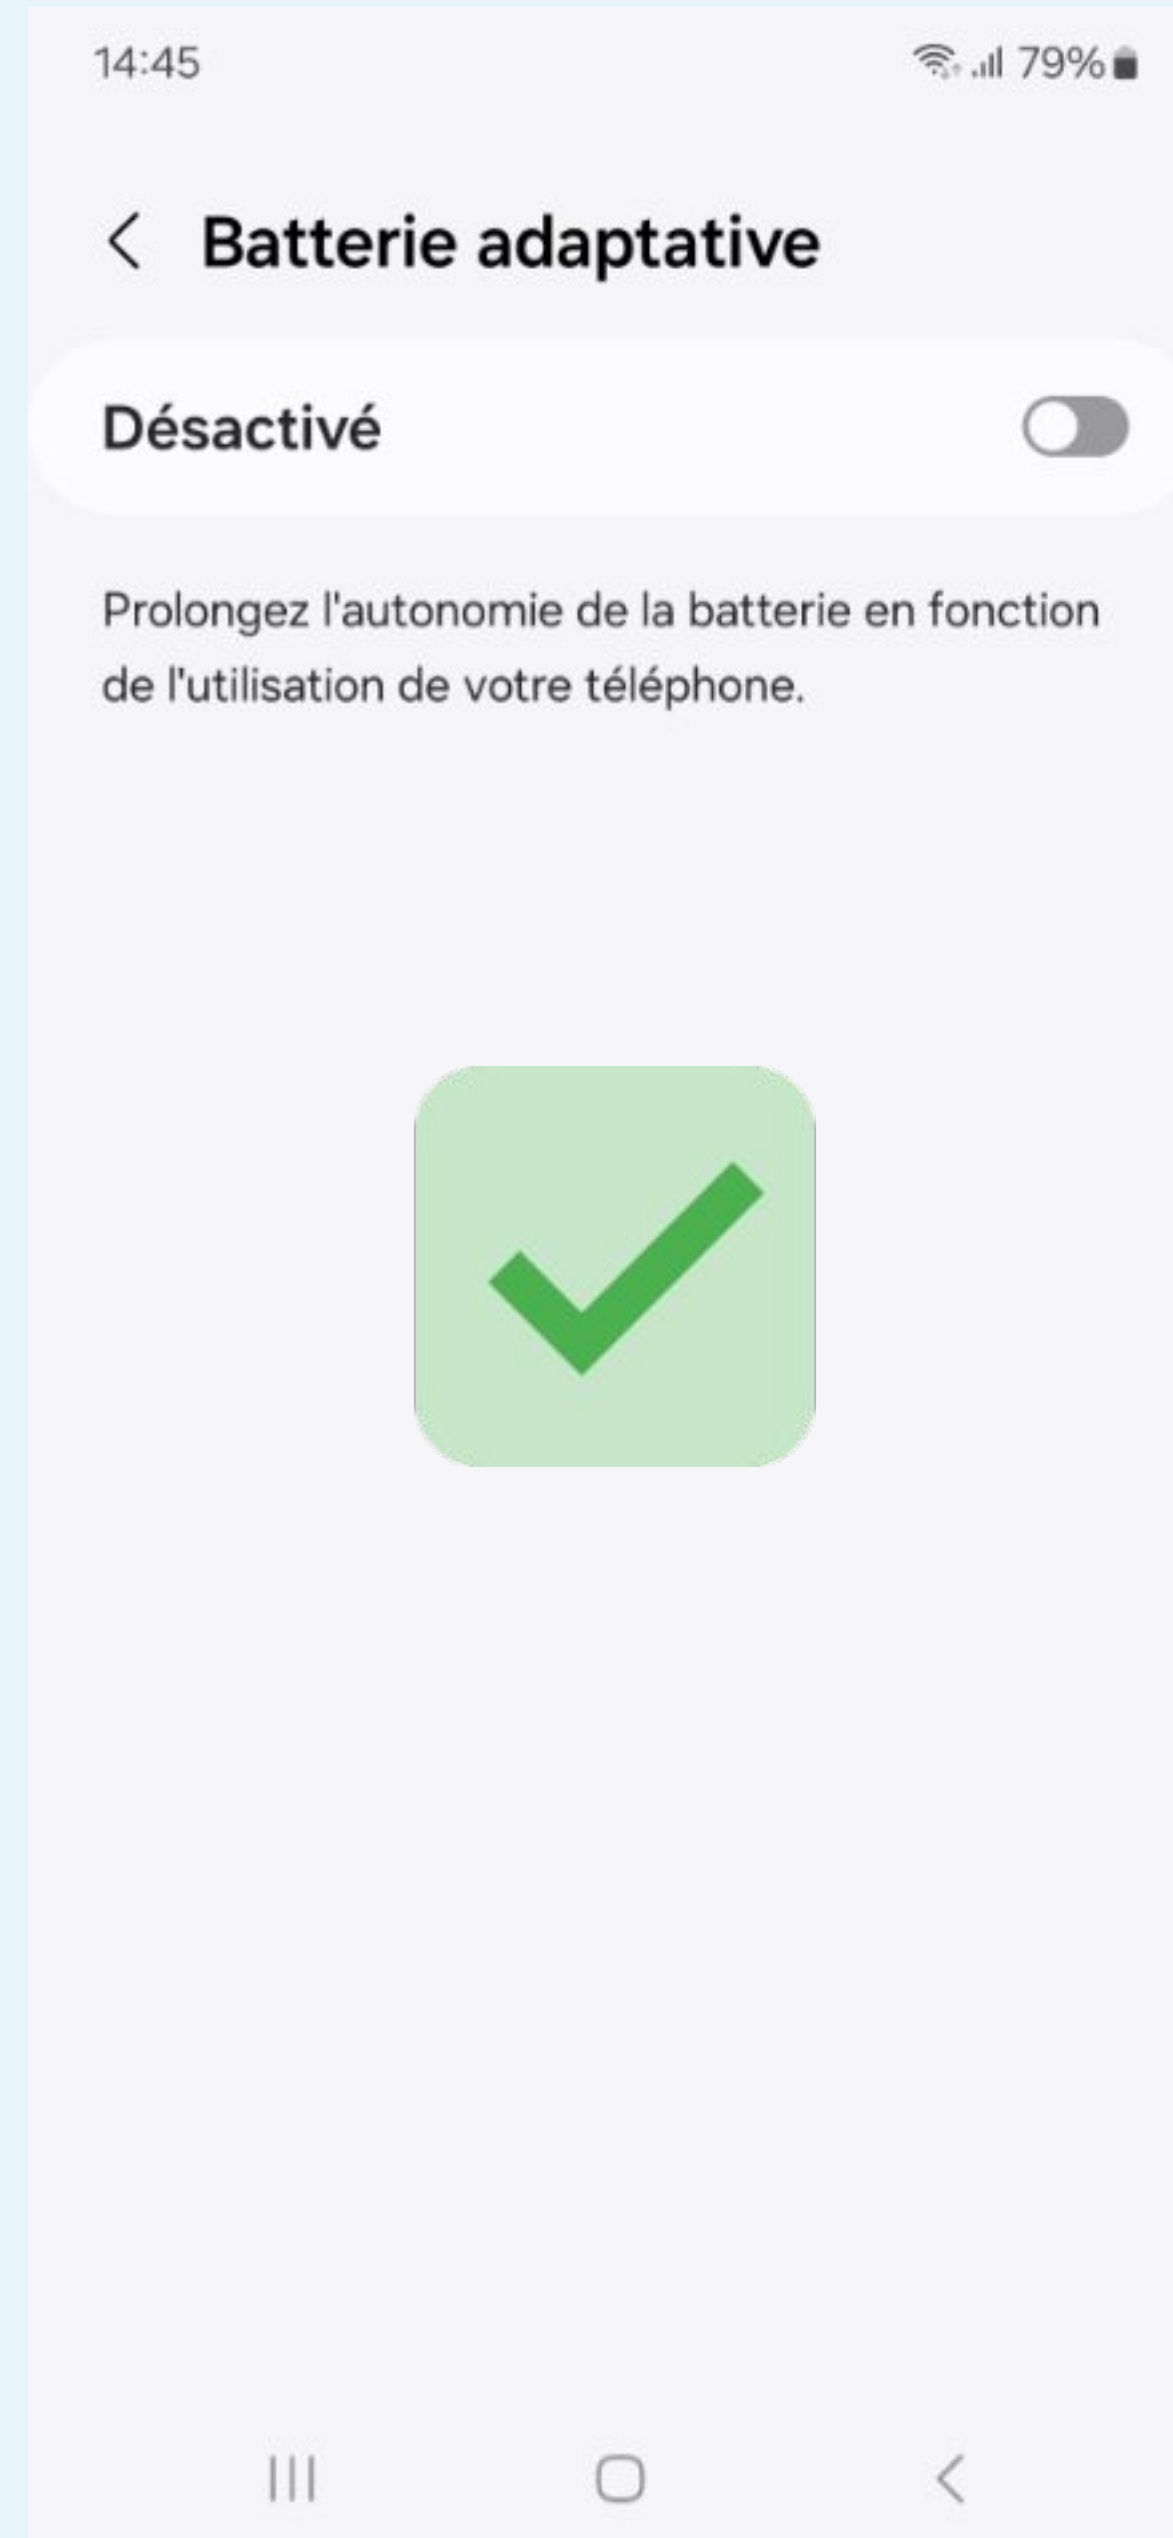 14:45
79%
Batterie adaptative
Désactivé
Prolongez l'autonomie de la batterie en fonction
de l'utilisation de votre téléphone.